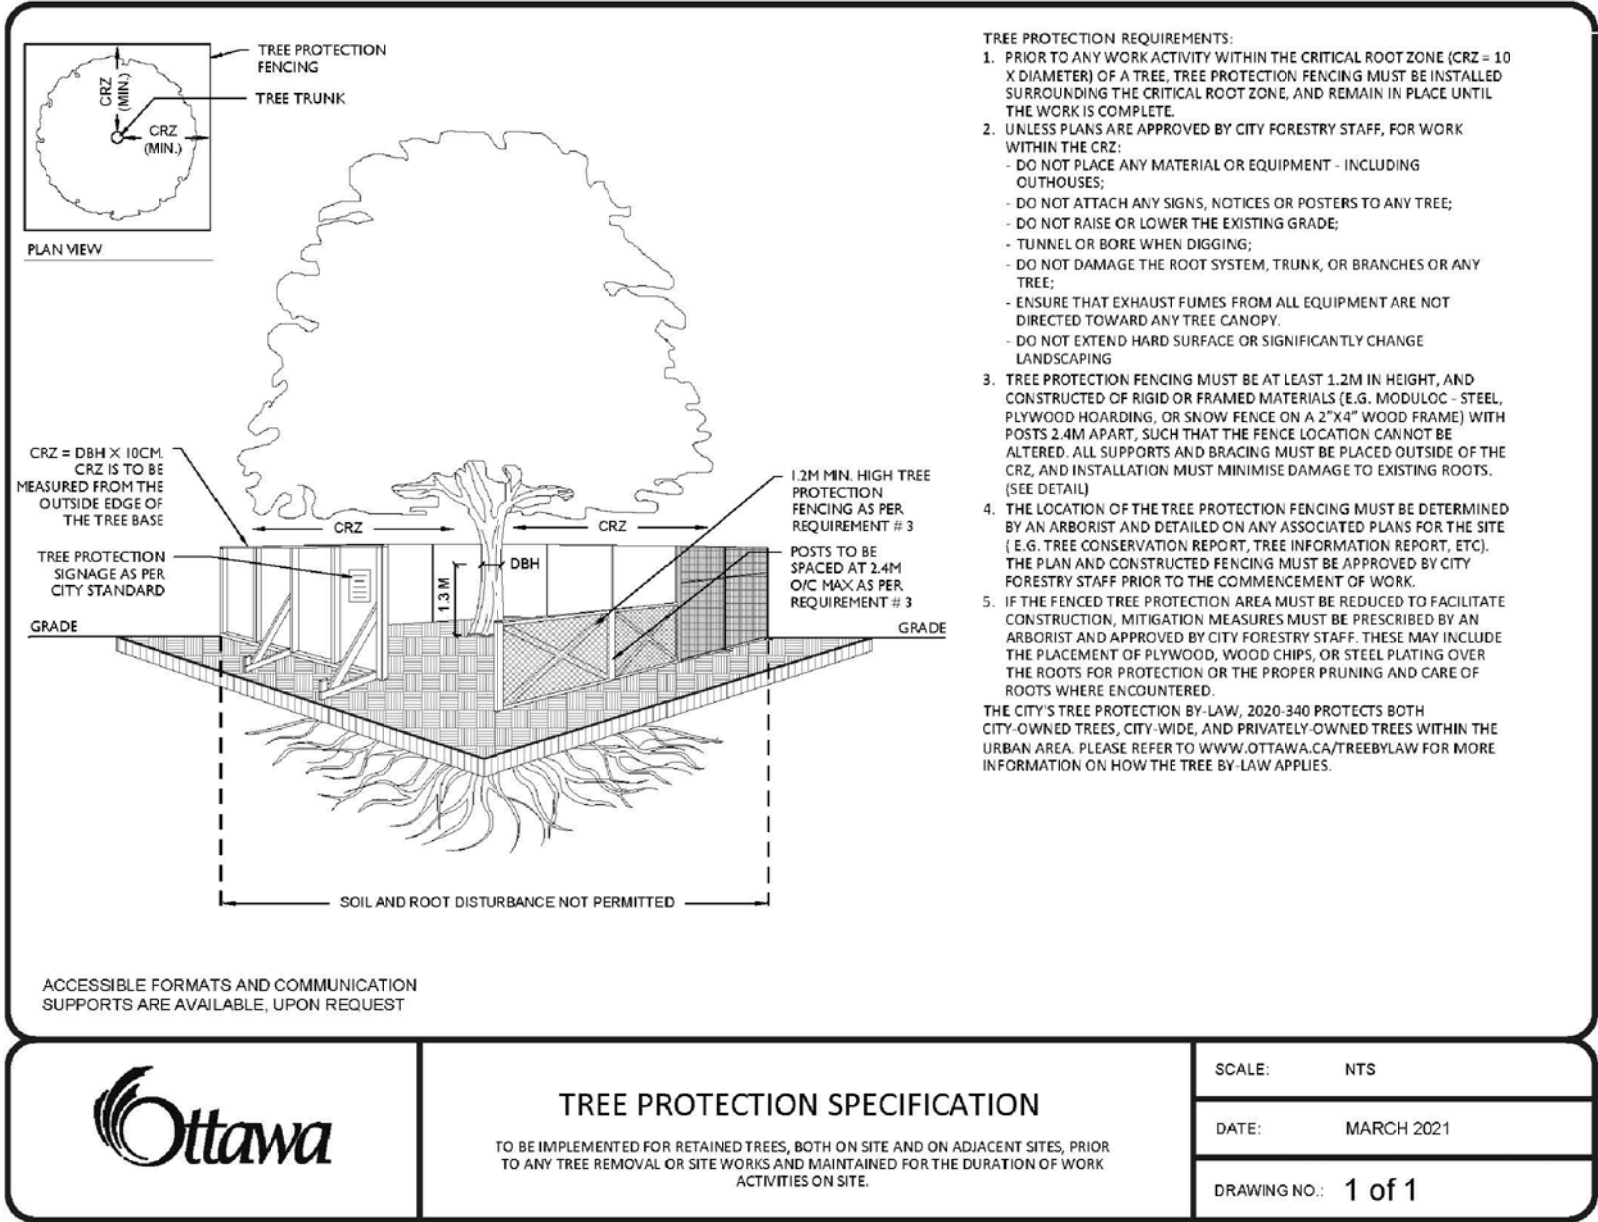 TREE PROTECTION
FENCING
TREE TRUNK
CRZ
(MIN.)
CRZ
(MIN.)
PLAN VIEW
CRZ = DBH X 10CM.
CRZ IS TO BE
MEASURED FROM THE
OUTSIDE EDGE OF
THE TREE BASE
TREE PROTECTION
SIGNAGE AS PER
CITY STANDARD
GRADE
CRZ
CRZ
DBH
1.3 M
1.2M MIN. HIGH TREE
PROTECTION
FENCING AS PER
REQUIREMENT # 3
POSTS TO BE
SPACED AT 2.4M
O/C MAX AS PER
REQUIREMENT # 3
GRADE
SOIL AND ROOT DISTURBANCE NOT PERMITTED
ACCESSIBLE FORMATS AND COMMUNICATION
SUPPORTS ARE AVAILABLE, UPON REQUEST
TREE PROTECTION REQUIREMENTS:
1. PRIOR TO ANY WORK ACTIVITY WITHIN THE CRITICAL ROOT ZONE (CRZ = 10
X DIAMETER) OF A TREE, TREE PROTECTION FENCING MUST BE INSTALLED
SURROUNDING THE CRITICAL ROOT ZONE, AND REMAIN IN PLACE UNTIL
THE WORK IS COMPLETE.
2. UNLESS PLANS ARE APPROVED BY CITY FORESTRY STAFF, FOR WORK
WITHIN THE CRZ:
- DO NOT PLACE ANY MATERIAL OR EQUIPMENT - INCLUDING
OUTHOUSES;
- DO NOT ATTACH ANY SIGNS, NOTICES OR POSTERS TO ANY TREE;
- DO NOT RAISE OR LOWER THE EXISTING GRADE;
- TUNNEL OR BORE WHEN DIGGING;
- DO NOT DAMAGE THE ROOT SYSTEM, TRUNK, OR BRANCHES OR ANY
TREE;
- ENSURE THAT EXHAUST FUMES FROM ALL EQUIPMENT ARE NOT
DIRECTED TOWARD ANY TREE CANOPY.
- DO NOT EXTEND HARD SURFACE OR SIGNIFICANTLY CHANGE
LANDSCAPING
3. TREE PROTECTION FENCING MUST BE AT LEAST 1.2M IN HEIGHT, AND
CONSTRUCTED OF RIGID OR FRAMED MATERIALS (E.G. MODULOC - STEEL,
PLYWOOD HOARDING, OR SNOW FENCE ON A 2"X4" WOOD FRAME) WITH
POSTS 2.4M APART, SUCH THAT THE FENCE LOCATION CANNOT BE
ALTERED. ALL SUPPORTS AND BRACING MUST BE PLACED OUTSIDE OF THE
CRZ, AND INSTALLATION MUST MINIMISE DAMAGE TO EXISTING ROOTS.
(SEE DETAIL)
4. THE LOCATION OF THE TREE PROTECTION FENCING MUST BE DETERMINED
BY AN ARBORIST AND DETAILED ON ANY ASSOCIATED PLANS FOR THE SITE
( E.G. TREE CONSERVATION REPORT, TREE INFORMATION REPORT, ETC).
THE PLAN AND CONSTRUCTED FENCING MUST BE APPROVED BY CITY
FORESTRY STAFF PRIOR TO THE COMMENCEMENT OF WORK.
5. IF THE FENCED TREE PROTECTION AREA MUST BE REDUCED TO FACILITATE
CONSTRUCTION, MITIGATION MEASURES MUST BE PRESCRIBED BY AN
ARBORIST AND APPROVED BY CITY FORESTRY STAFF. THESE MAY INCLUDE
THE PLACEMENT OF PLYWOOD, WOOD CHIPS, OR STEEL PLATING OVER
THE ROOTS FOR PROTECTION OR THE PROPER PRUNING AND CARE OF
ROOTS WHERE ENCOUNTERED.
THE CITY'S TREE PROTECTION BY-LAW, 2020-340 PROTECTS BOTH
CITY-OWNED TREES, CITY-WIDE, AND PRIVATELY-OWNED TREES WITHIN THE
URBAN AREA. PLEASE REFER TO WWW.OTTAWA.CA/TREEBYLAW FOR MORE
INFORMATION ON HOW THE TREE BY-LAW APPLIES.
Ottawa
TREE PROTECTION SPECIFICATION
TO BE IMPLEMENTED FOR RETAINED TREES, BOTH ON SITE AND ON ADJACENT SITES, PRIOR
TO ANY TREE REMOVAL OR SITE WORKS AND MAINTAINED FOR THE DURATION OF WORK
ACTIVITIES ON SITE.
SCALE: NTS
DATE: MARCH 2021
DRAWING NO.: 1 of 1